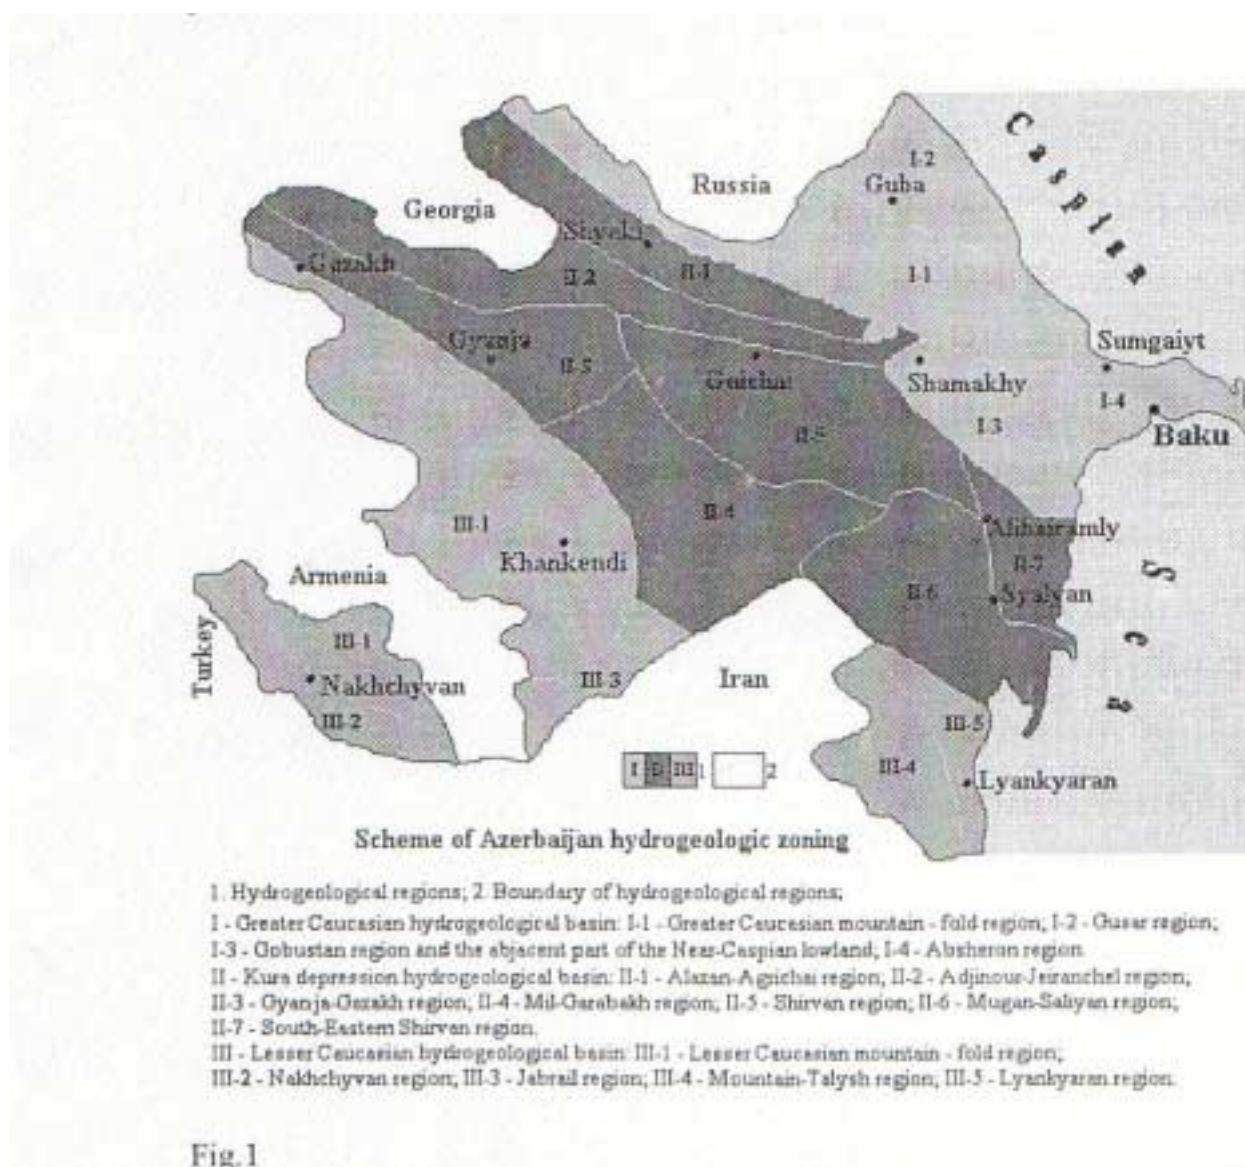 Caspian
I-2
Russia
Guba
Georgia
Shyeki
Gazakh
II-2
II-1
I-1
Gyanja
Sumgaiyt
II-3
Shamakhy
I-4
I-3
Baku
II-5
II-4
III-1
Khankendi
Alibairamly
II-7
Armenia
II-6
Syalyan
Sea
III-1
Turkey
Nakhchyvan
III-3
Iran
III-2
III-5
I II III 1 2
III-4
Lyankyaran
Scheme of Azerbaijan hydrogeologic zoning
1. Hydrogeological regions; 2. Boundary of hydrogeological regions;
I - Greater Caucasian hydrogeological basin: I-1 - Greater Caucasian mountain - fold region; I-2 - Gusar region;
I-3 - Gobustan region and the abjacent part of the Near-Caspian lowland; I-4 - Absheron region.
II - Kura depression hydrogeological basin: II-1 - Alazan-Agrichai region; II-2 - Adjinour-Jeiranchel region;
II-3 - Gyanja-Gazakh region; II-4 - Mil-Garabakh region; II-5 - Shirvan region; II-6 - Mugan-Saliyan region;
II-7 - South-Eastern Shirvan region.
III - Lesser Caucasian hydrogeological basin: III-1 - Lesser Caucasian mountain - fold region;
III-2 - Nakhchyvan region; III-3 - Jabrail region; III-4 - Mountain-Talysh region; III-5 - Lyankyaran region.
Fig.1